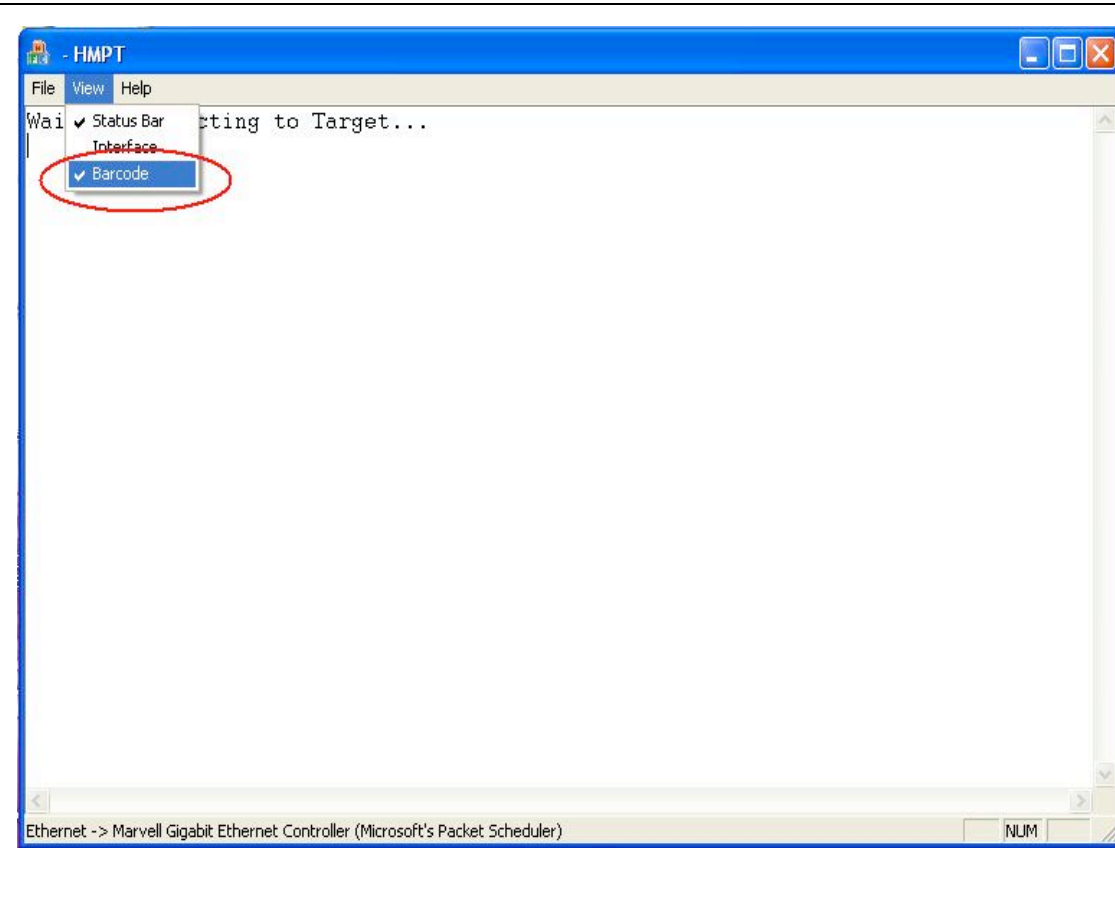 - HMPT
File View Help
Wai cting to Target...
Status Bar
Interface
Barcode
Ethernet -> Marvell Gigabit Ethernet Controller (Microsoft's Packet Scheduler) NUM